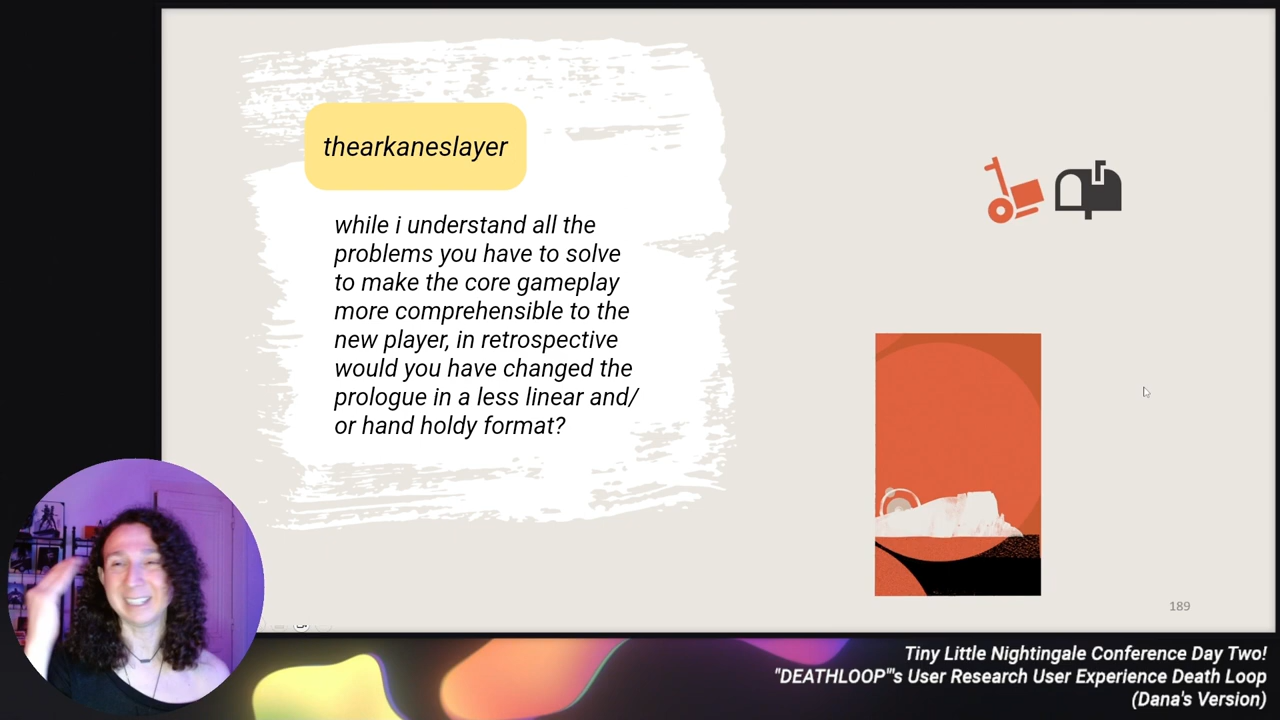 thearkaneslayer
while i understand all the
problems you have to solve
to make the core gameplay
more comprehensible to the
new player, in retrospective
would you have changed the
prologue in a less linear and/
or hand holdy format?
189
Tiny Little Nightingale Conference Day Two!
"DEATHLOOP"'s User Research User Experience Death Loop
(Dana's Version)